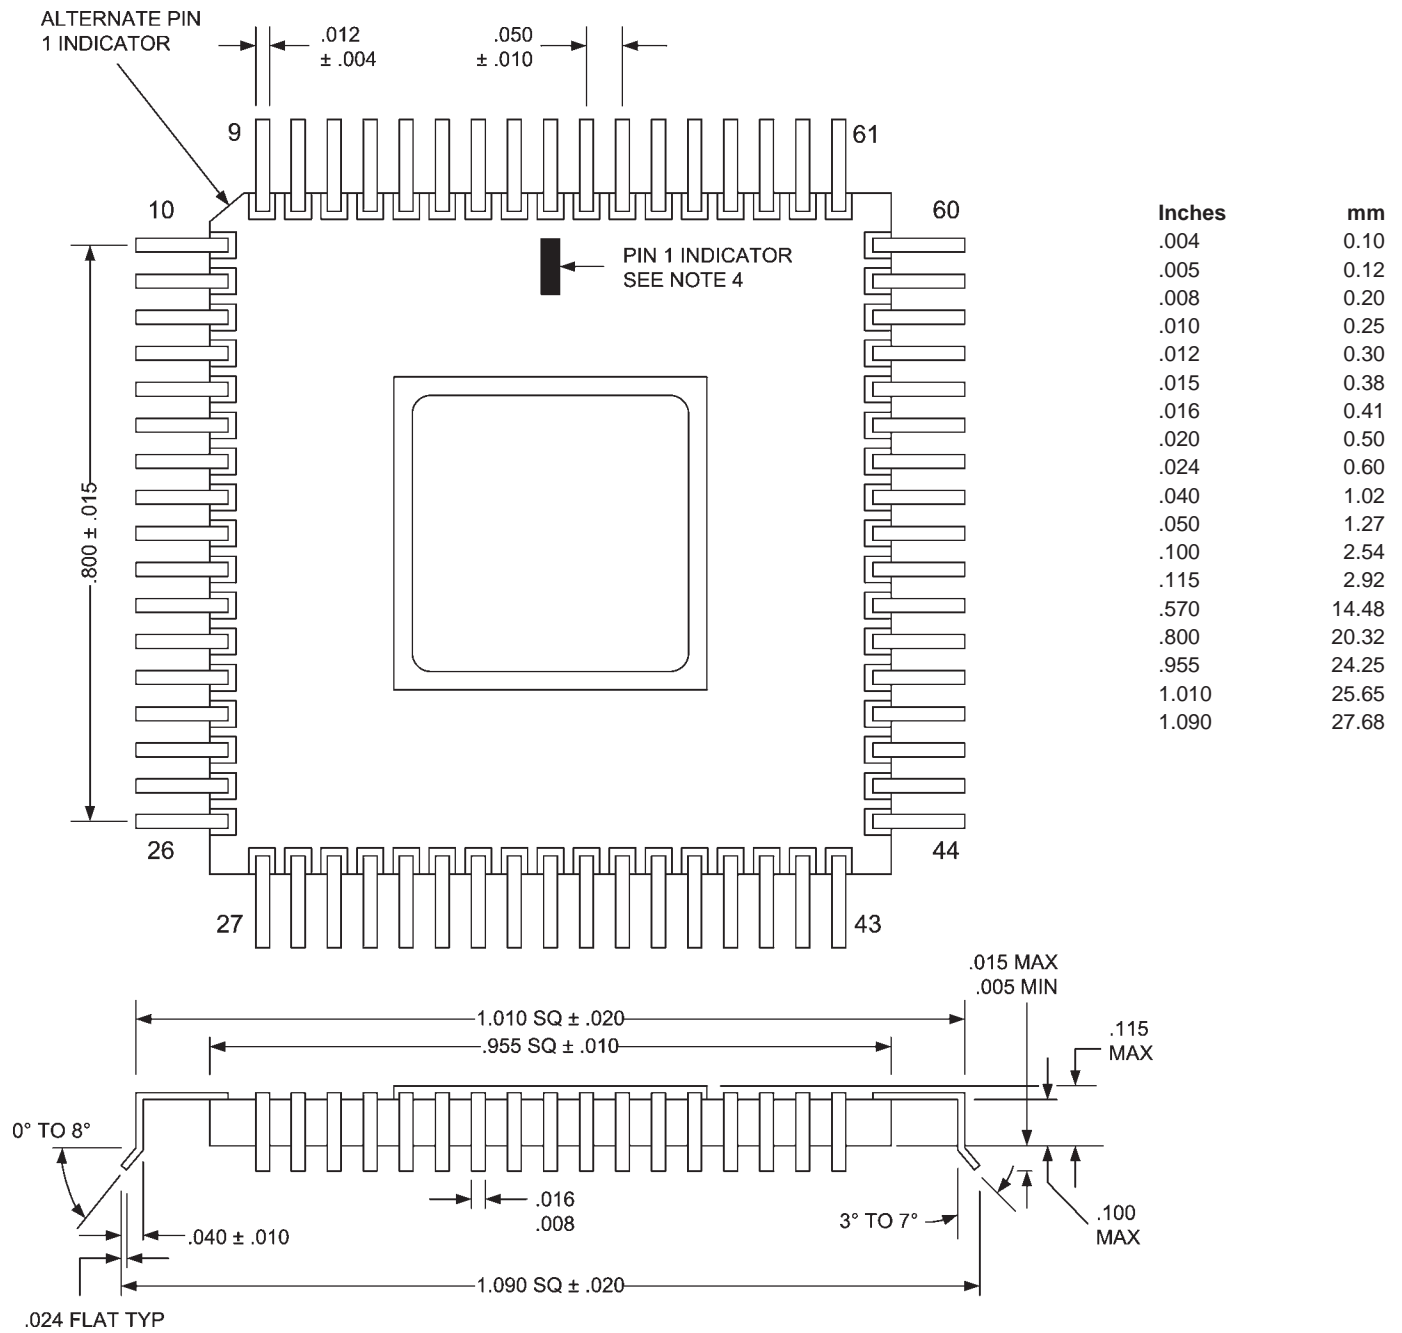 ALTERNATE PIN
1 INDICATOR
.012
± .004
.050
± .010
9
61
10
60
PIN 1 INDICATOR
SEE NOTE 4
.800 ± .015
26
44
27
43
Inches mm
.004 0.10
.005 0.12
.008 0.20
.010 0.25
.012 0.30
.015 0.38
.016 0.41
.020 0.50
.024 0.60
.040 1.02
.050 1.27
.100 2.54
.115 2.92
.570 14.48
.800 20.32
.955 24.25
1.010 25.65
1.090 27.68
.015 MAX
.005 MIN
1.010 SQ ± .020
.955 SQ ± .010
.115
MAX
0° TO 8°
.016
.008
3° TO 7°
.100
MAX
.040 ± .010
1.090 SQ ± .020
.024 FLAT TYP